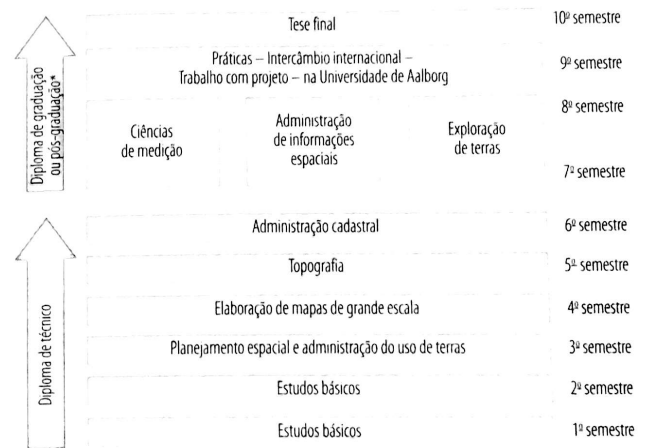 Tese final
10º semestre
Práticas – Intercâmbio internacional –
Trabalho com projeto – na Universidade de Aalborg
9º semestre
8º semestre
Ciências
de medição
Administração
de informações
espaciais
Exploração
de terras
7º semestre
Diploma de graduação
ou pós-graduação*
Administração cadastral
6º semestre
Topografia
5º semestre
Elaboração de mapas de grande escala
4º semestre
Planejamento espacial e administração do uso de terras
3º semestre
Estudos básicos
2º semestre
Estudos básicos
1º semestre
Diploma de técnico